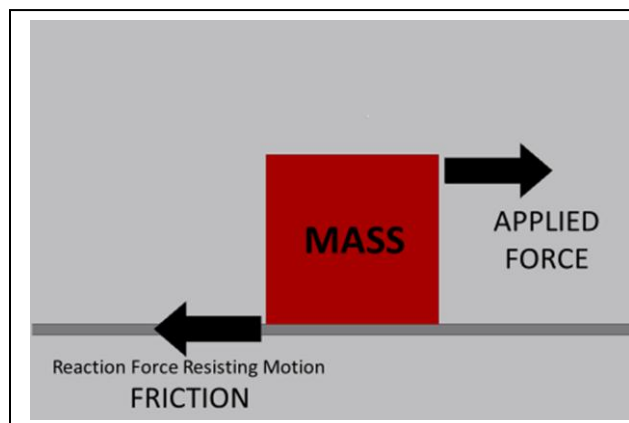 MASS
APPLIED
FORCE
Reaction Force Resisting Motion
FRICTION